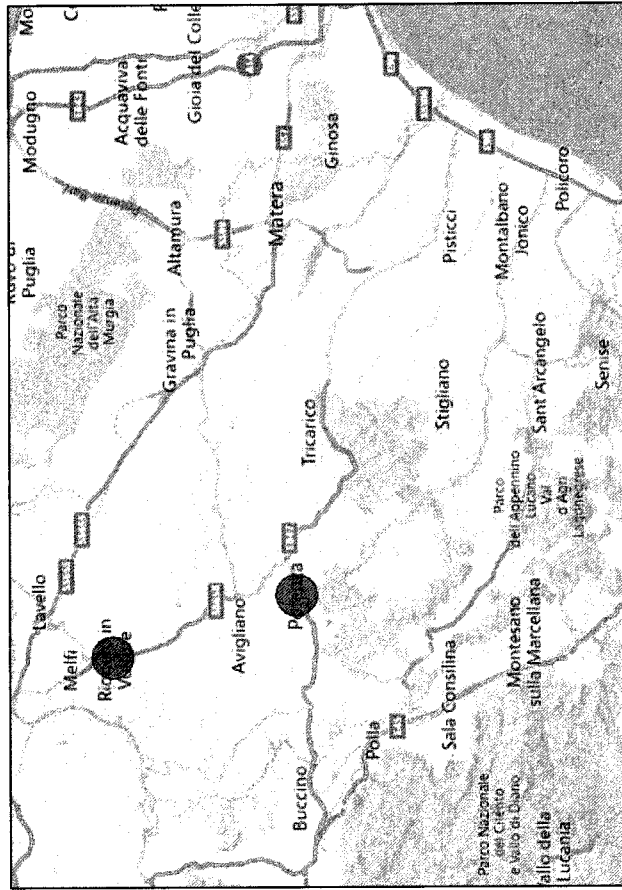 Modugno
Puglia
Lavello
Melfi
Parco
Nazionale
dell'Alta
Murgia
Acquaviva
delle Fonti
Gravina in
Puglia
Altamura
Gioia del Colle
Avigliano
Matera
Buccino
Tricarico
Ginosa
Polla
Sala Consilina
Stigliano
Pisticci
Parco Nazionale
del Cilento
e Vallo di Diano
Montesano
sulla Marcellana
Parco
dell'Appennino
Lucano
Val
d'Agri
Lagonegrese
Sant'Arcangelo
Montalbano
Jonico
allo della
Lucania
Senise
Policoro